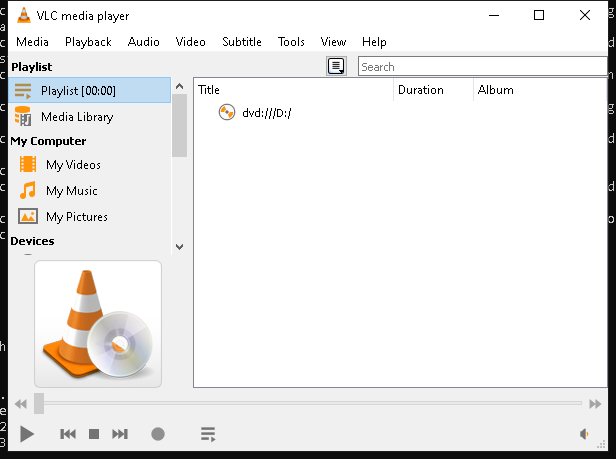 VLC media player
Media Playback Audio Video Subtitle Tools View Help
Playlist
Search
Playlist [00:00]
Media Library
My Computer
My Videos
My Music
My Pictures
Devices
Title Duration Album
dvd:///D:/